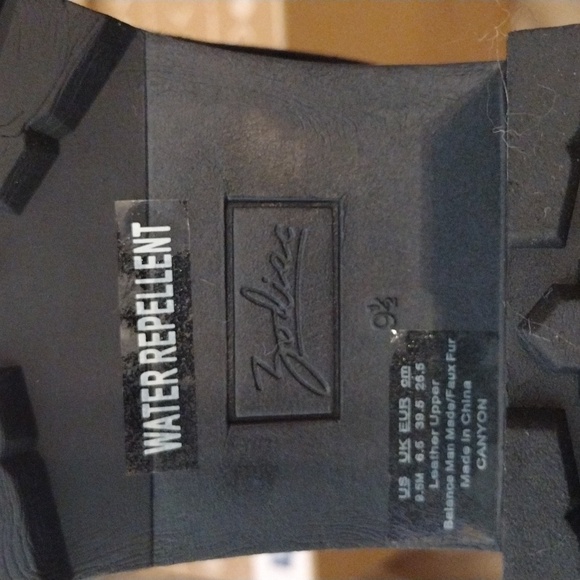 WATER REPELLENT
Zodiac
9½
US UK EUR cm
9.5M 6.5 39.5 26.5
Leather Upper
Balance Man Made/Faux Fur
Made in China
CANYON